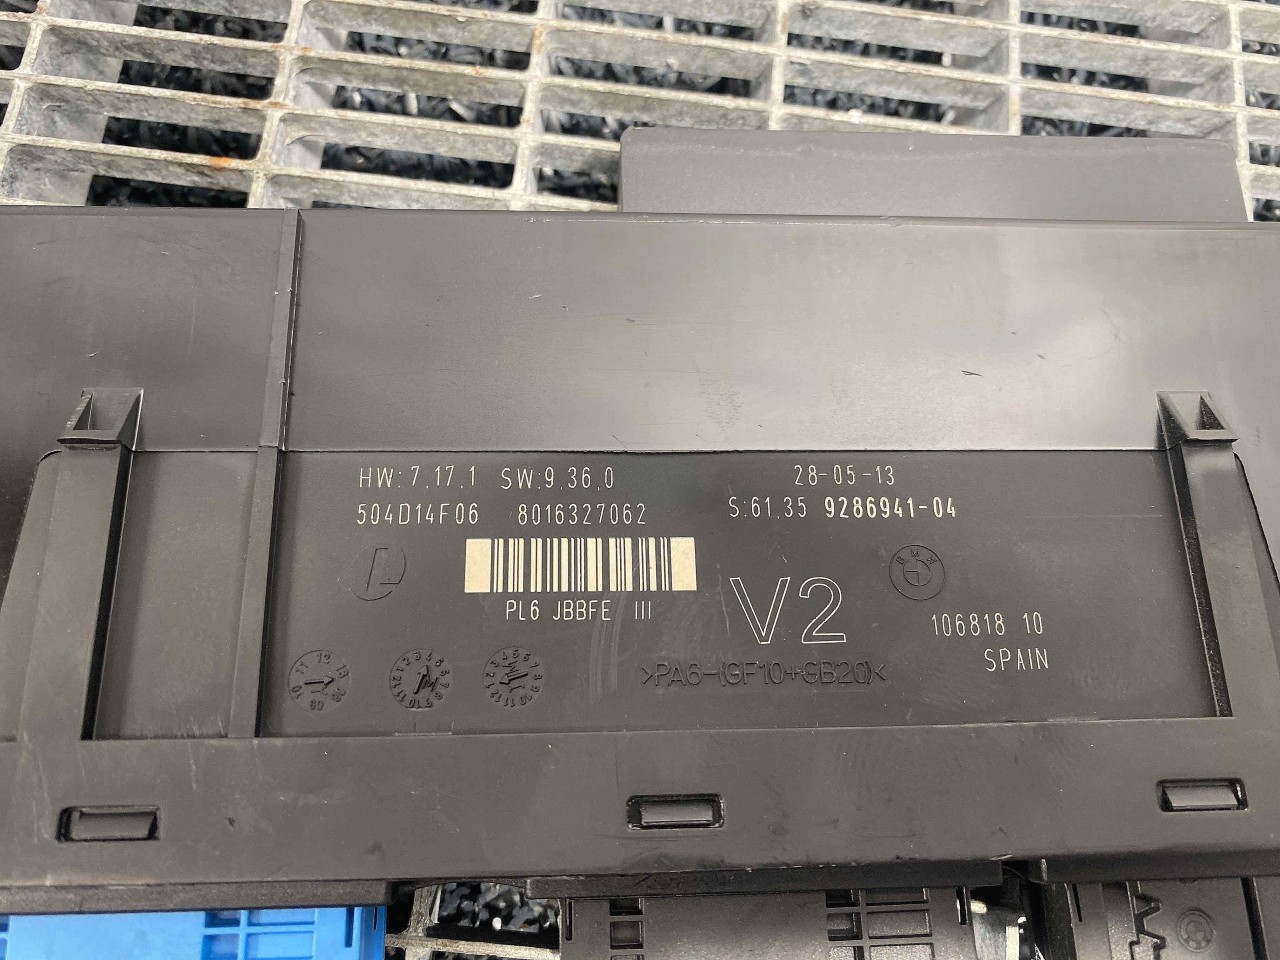 HW:7.17.1 SW:9.36.0
28-05-13
504D14F06 8016327062
S:61.35 9286941-04
BMW
PL6 JBBFE III
V2
106818 10
SPAIN
>PA6-(GF10+GB20)<